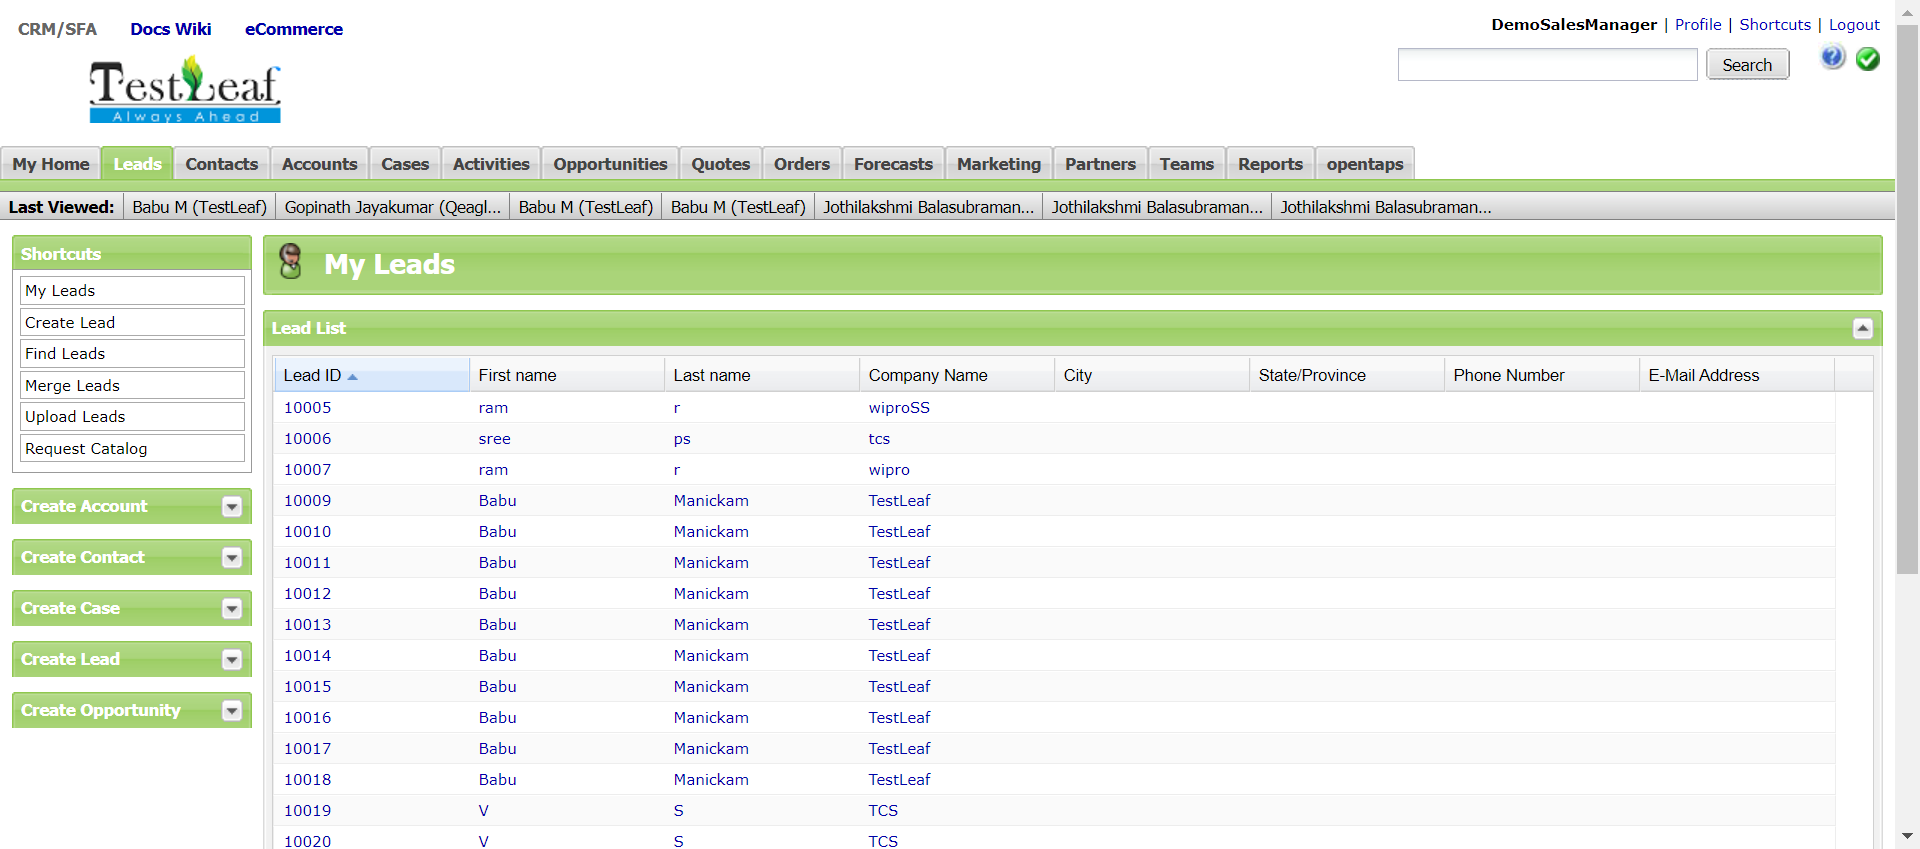 CRM/SFA Docs Wiki eCommerce
DemoSalesManager | Profile | Shortcuts | Logout
Search
TestLeaf
Always Ahead
My Home Leads Contacts Accounts Cases Activities Opportunities Quotes Orders Forecasts Marketing Partners Teams Reports opentaps
Last Viewed: Babu M (TestLeaf) Gopinath Jayakumar (Qeagl... Babu M (TestLeaf) Babu M (TestLeaf) Jothilakshmi Balasubraman... Jothilakshmi Balasubraman... Jothilakshmi Balasubraman...
Shortcuts
My Leads
Create Lead
Find Leads
Merge Leads
Upload Leads
Request Catalog
Create Account
Create Contact
Create Case
Create Lead
Create Opportunity
My Leads
Lead List
Lead ID First name Last name Company Name City State/Province Phone Number E-Mail Address
10005 ram r wiproSS
10006 sree ps tcs
10007 ram r wipro
10009 Babu Manickam TestLeaf
10010 Babu Manickam TestLeaf
10011 Babu Manickam TestLeaf
10012 Babu Manickam TestLeaf
10013 Babu Manickam TestLeaf
10014 Babu Manickam TestLeaf
10015 Babu Manickam TestLeaf
10016 Babu Manickam TestLeaf
10017 Babu Manickam TestLeaf
10018 Babu Manickam TestLeaf
10019 V S TCS
10020 V S TCS